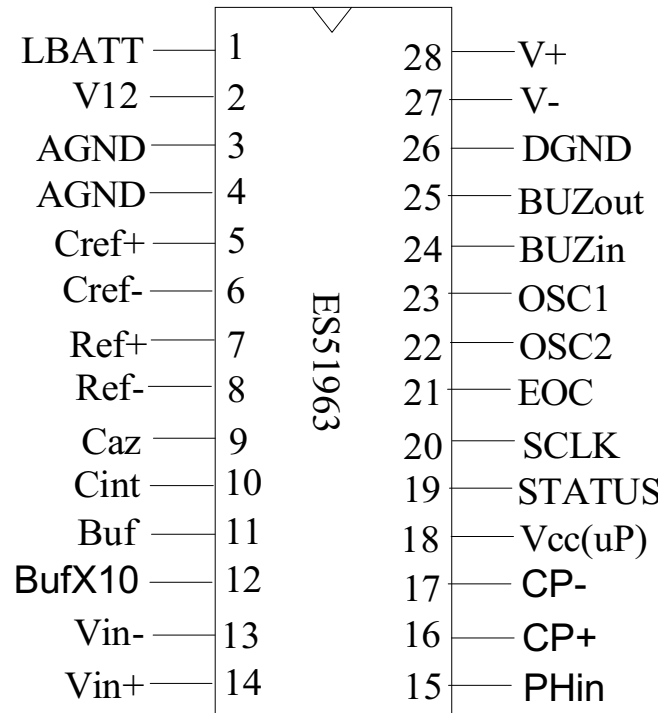 LBATT 1 28 V+
V12 2 27 V-
AGND 3 26 DGND
AGND 4 25 BUZout
Cref+ 5 24 BUZin
Cref- 6 23 OSC1
Ref+ 7 22 OSC2
Ref- 8 21 EOC
Caz 9 20 SCLK
Cint 10 19 STATUS
Buf 11 18 Vcc(uP)
BufX10 12 17 CP-
Vin- 13 16 CP+
Vin+ 14 15 PHin
ES51963